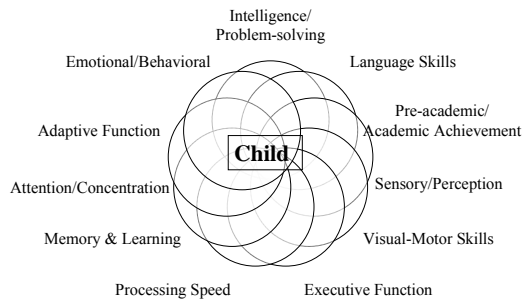 Intelligence/
Problem-solving
Emotional/Behavioral
Language Skills
Pre-academic/
Academic Achievement
Adaptive Function
Child
Attention/Concentration
Sensory/Perception
Memory & Learning
Visual-Motor Skills
Processing Speed
Executive Function